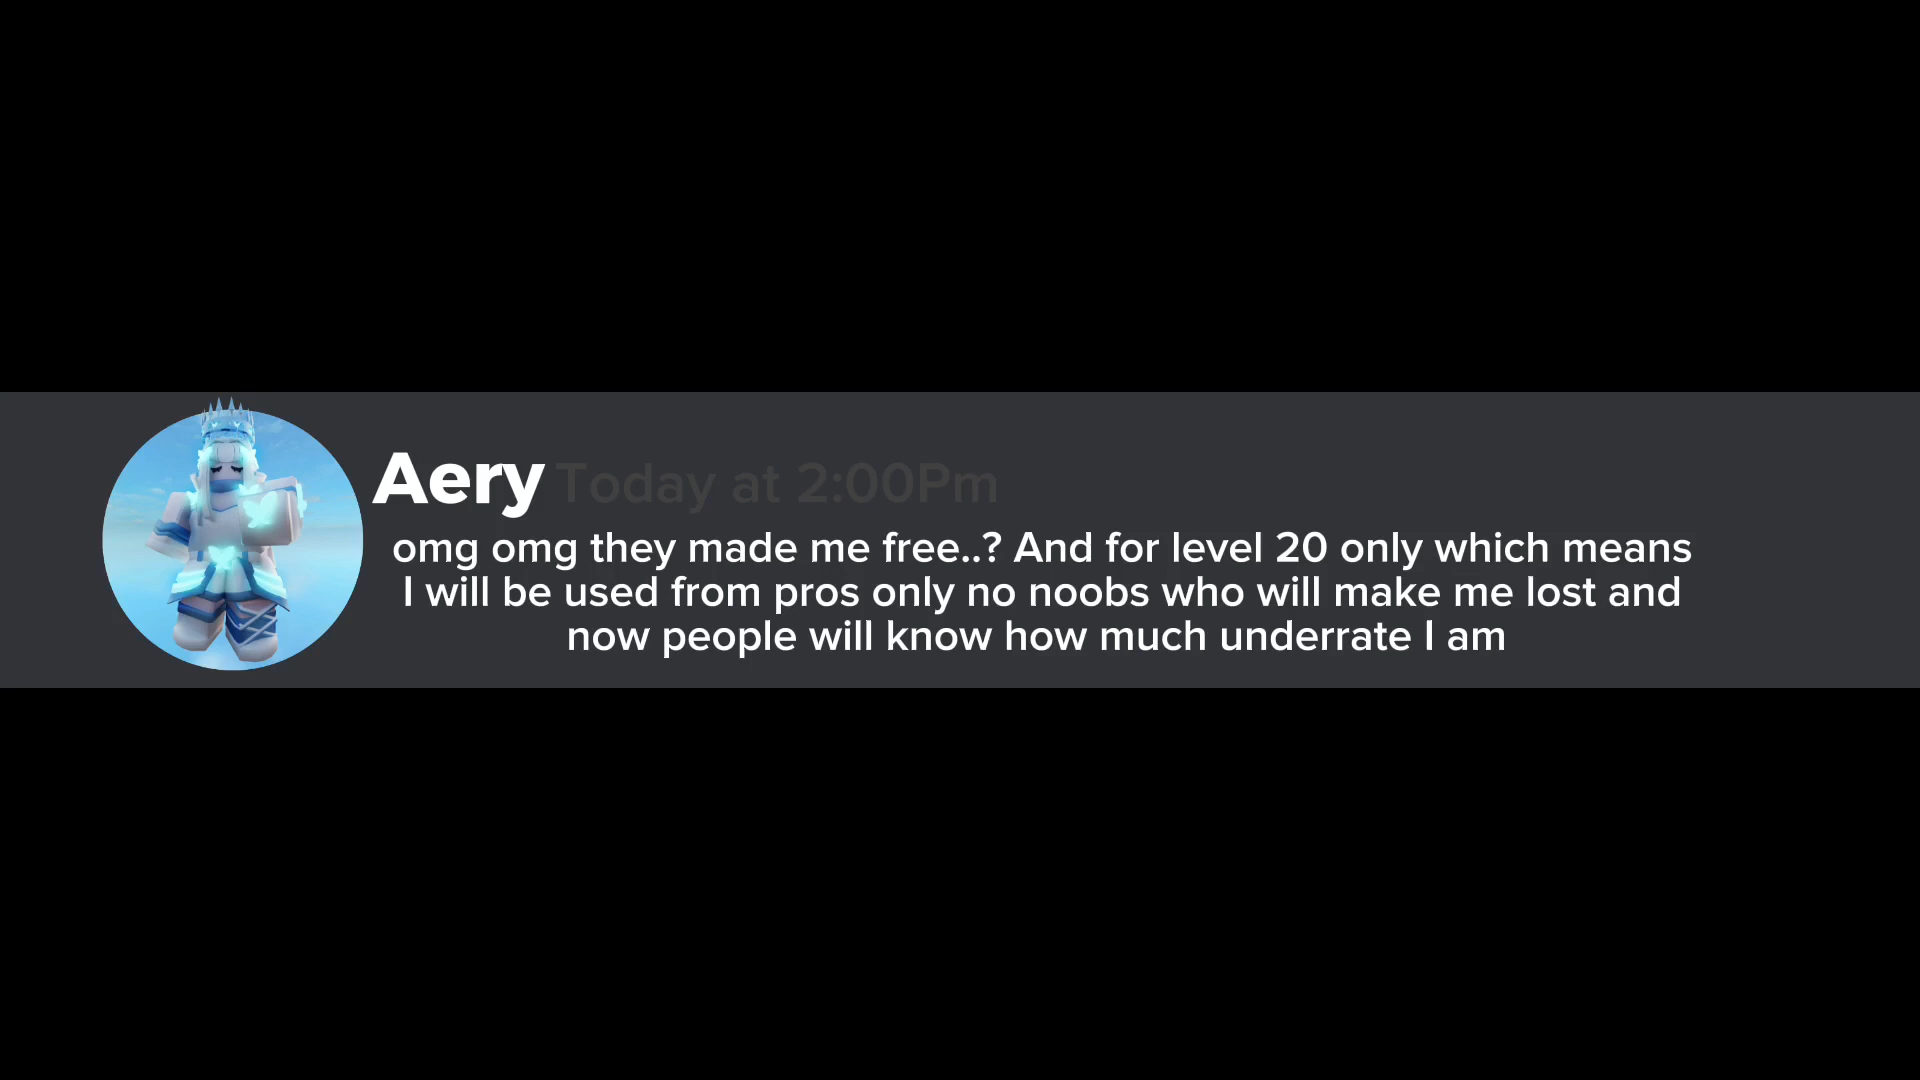 Aery Today at 2:00Pm
omg omg they made me free..? And for level 20 only which means
I will be used from pros only no noobs who will make me lost and
now people will know how much underrate I am